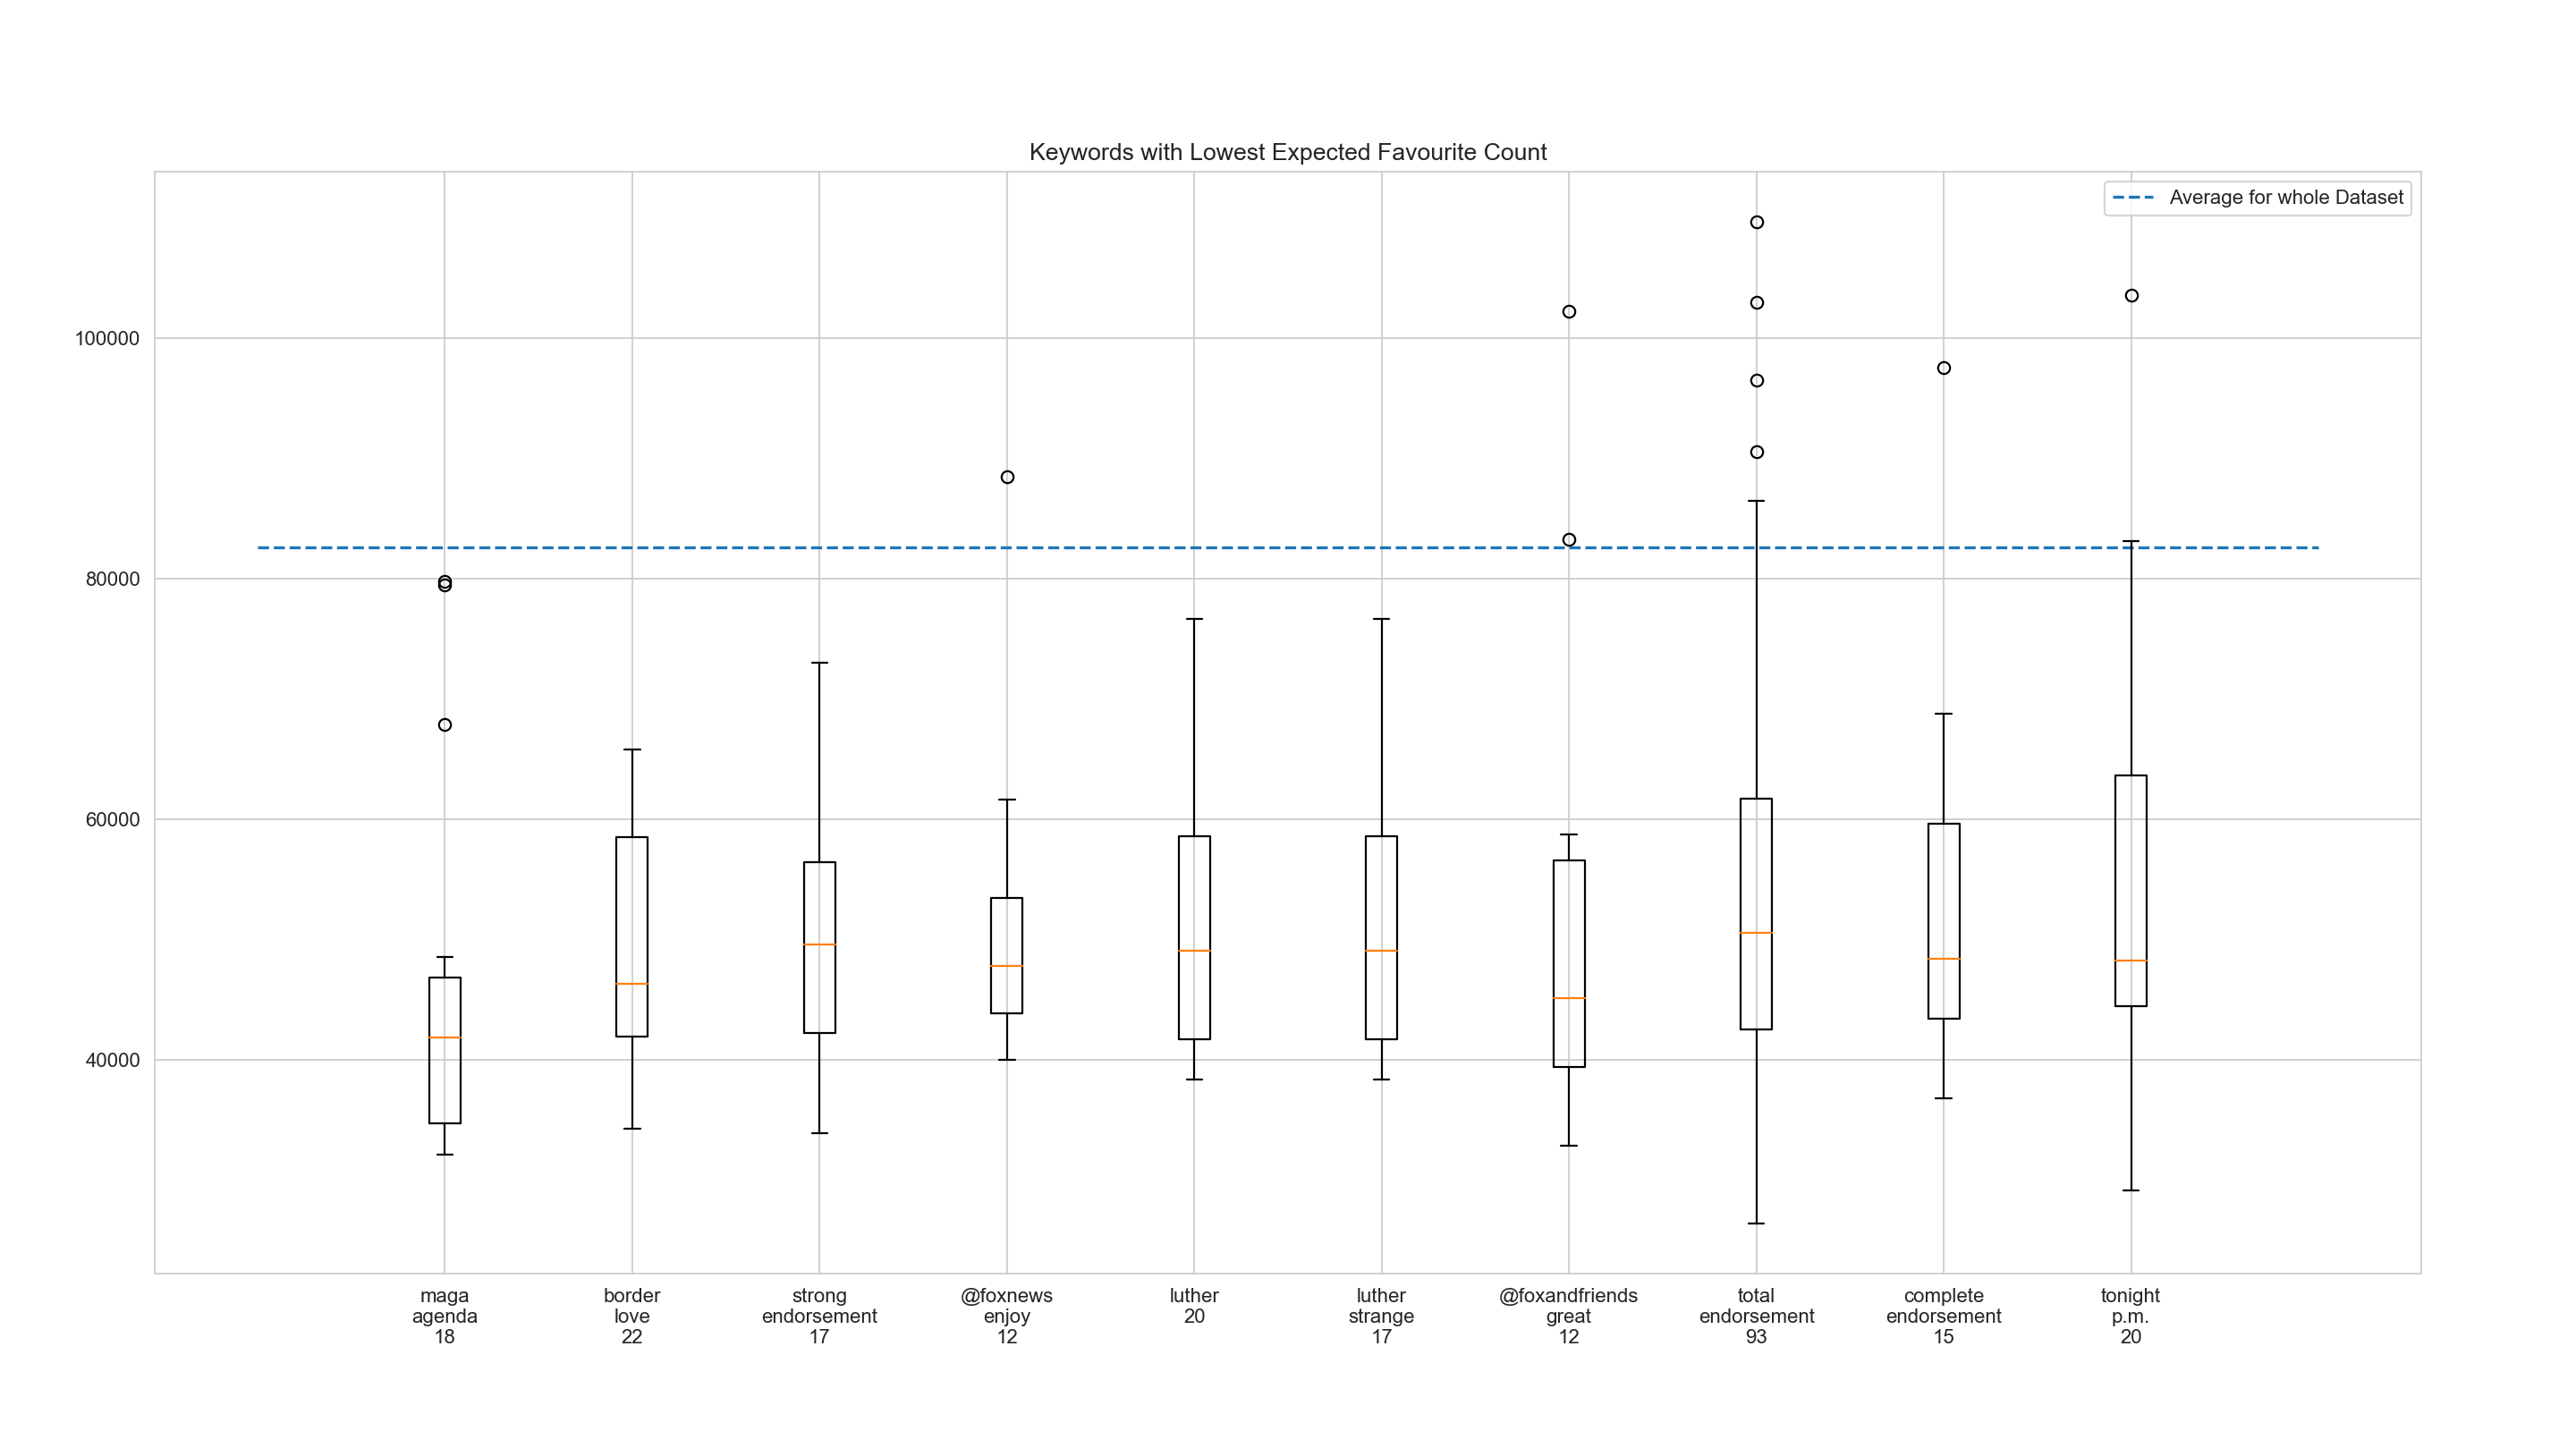 Keywords with Lowest Expected Favourite Count
Average for whole Dataset
100000
80000
60000
40000
maga
agenda
18
border
love
22
strong
endorsement
17
@foxnews
enjoy
12
luther
20
luther
strange
17
@foxandfriends
great
12
total
endorsement
93
complete
endorsement
15
tonight
p.m.
20